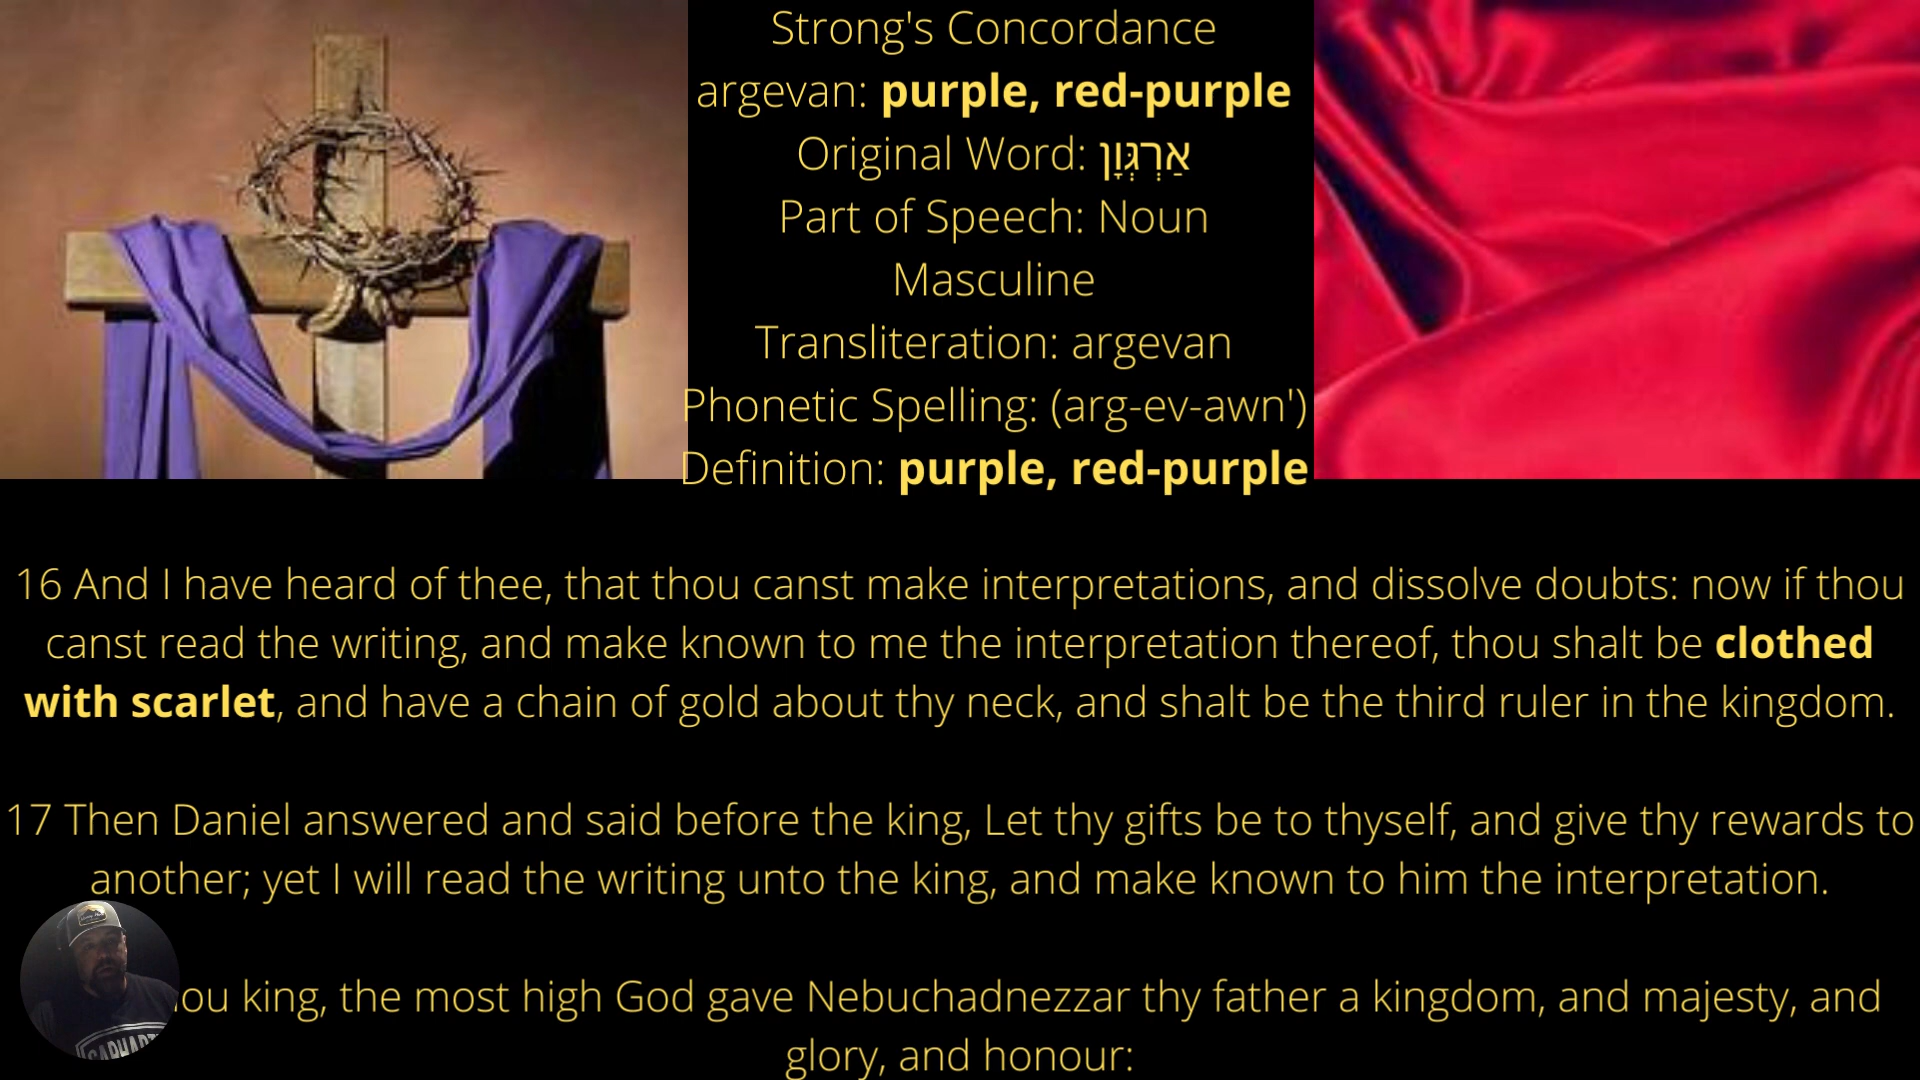 Strong's Concordance
argevan: purple, red-purple
Original Word: אַרְגְּוָן
Part of Speech: Noun
Masculine
Transliteration: argevan
Phonetic Spelling: (arg-ev-awn')
Definition: purple, red-purple
16 And I have heard of thee, that thou canst make interpretations, and dissolve doubts: now if thou
canst read the writing, and make known to me the interpretation thereof, thou shalt be clothed
with scarlet, and have a chain of gold about thy neck, and shalt be the third ruler in the kingdom.
17 Then Daniel answered and said before the king, Let thy gifts be to thyself, and give thy rewards to
another; yet I will read the writing unto the king, and make known to him the interpretation.
ou king, the most high God gave Nebuchadnezzar thy father a kingdom, and majesty, and
glory, and honour: